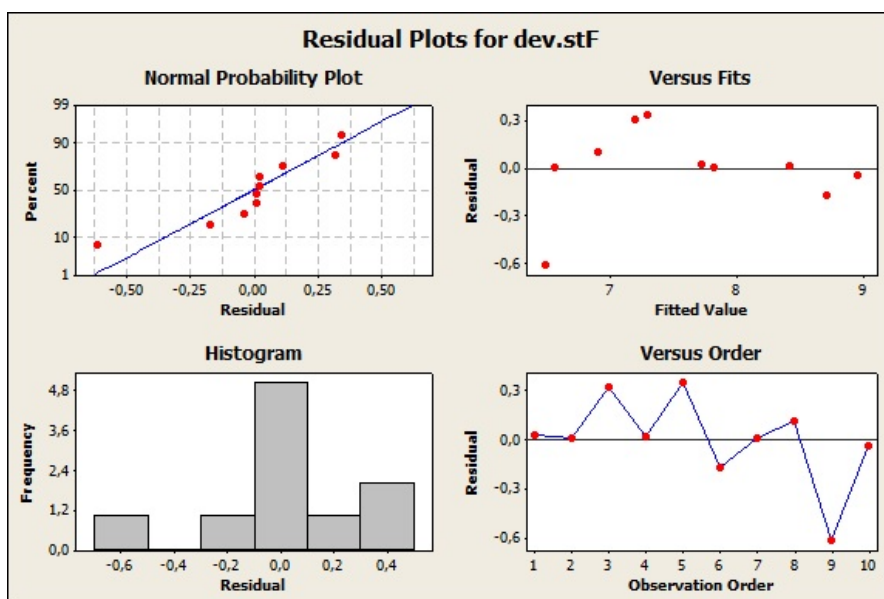 Residual Plots for dev.stF
Normal Probability Plot
99
90
50
10
1
Percent
-0,50 -0,25 0,00 0,25 0,50
Residual
Versus Fits
0,3
0,0
-0,3
-0,6
Residual
7 8 9
Fitted Value
Histogram
4,8
3,6
2,4
1,2
0,0
Frequency
-0,6 -0,4 -0,2 0,0 0,2 0,4
Residual
Versus Order
0,3
0,0
-0,3
-0,6
Residual
1 2 3 4 5 6 7 8 9 10
Observation Order